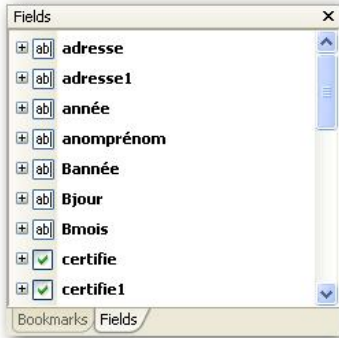 Fields
adresse
adresse1
année
anomprénom
Bannée
Bjour
Bmois
certifie
certifie1
Bookmarks Fields